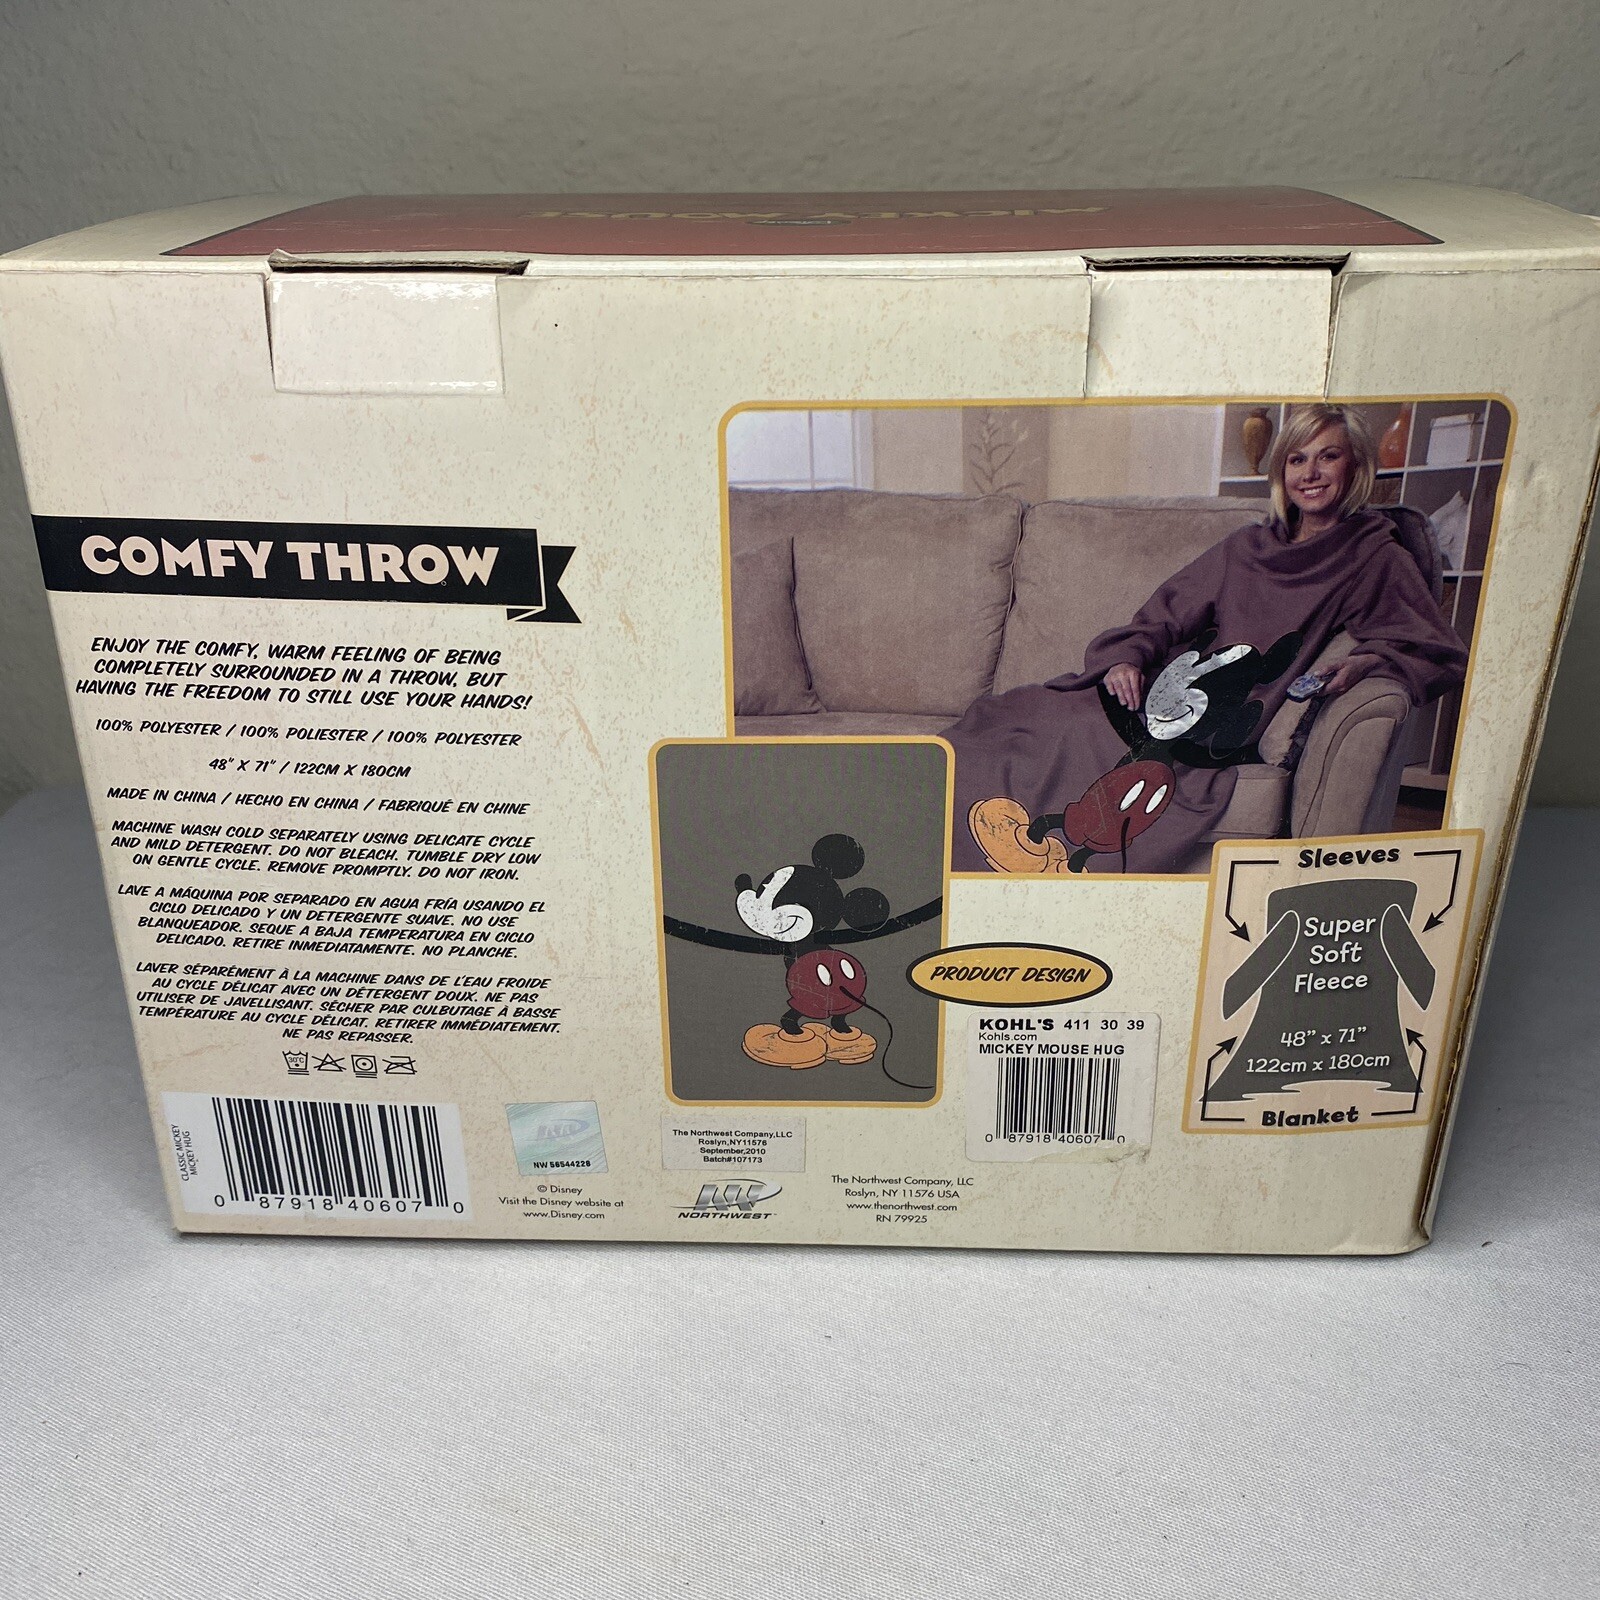 MICKEY MOUSE
COMFY THROW
ENJOY THE COMFY, WARM FEELING OF BEING
COMPLETELY SURROUNDED IN A THROW, BUT
HAVING THE FREEDOM TO STILL USE YOUR HANDS!
100% POLYESTER / 100% POLIESTER / 100% POLYESTER
48" X 71" / 122CM X 180CM
MADE IN CHINA / HECHO EN CHINA / FABRIQUÉ EN CHINE
MACHINE WASH COLD SEPARATELY USING DELICATE CYCLE
AND MILD DETERGENT. DO NOT BLEACH. TUMBLE DRY LOW
ON GENTLE CYCLE. REMOVE PROMPTLY. DO NOT IRON.
LAVE A MÁQUINA POR SEPARADO EN AGUA FRÍA USANDO EL
CICLO DELICADO Y UN DETERGENTE SUAVE. NO USE
BLANQUEADOR. SEQUE A BAJA TEMPERATURA EN CICLO
DELICADO. RETIRE INMEDIATAMENTE. NO PLANCHE.
LAVER SÉPARÉMENT À LA MACHINE DANS DE L'EAU FROIDE
AU CYCLE DÉLICAT AVEC UN DÉTERGENT DOUX. NE PAS
UTILISER DE JAVELLISANT. SÉCHER PAR CULBUTAGE À BASSE
TEMPÉRATURE AU CYCLE DÉLICAT. RETIRER IMMÉDIATEMENT.
NE PAS REPASSER.
30°C
CLASSIC MICKEY
MICKEY HUG
0 87918 40607 0
NW 56544228
© Disney
Visit the Disney website at
www.Disney.com
The Northwest Company,LLC
Roslyn,NY11576
September,2010
Batch#107173
NORTHWEST
The Northwest Company, LLC
Roslyn, NY 11576 USA
www.thenorthwest.com
RN 79925
PRODUCT DESIGN
KOHL'S 411 30 39
Kohls.com
MICKEY MOUSE HUG
0 87918 40607 0
Sleeves
Super
Soft
Fleece
48" x 71"
122cm x 180cm
Blanket